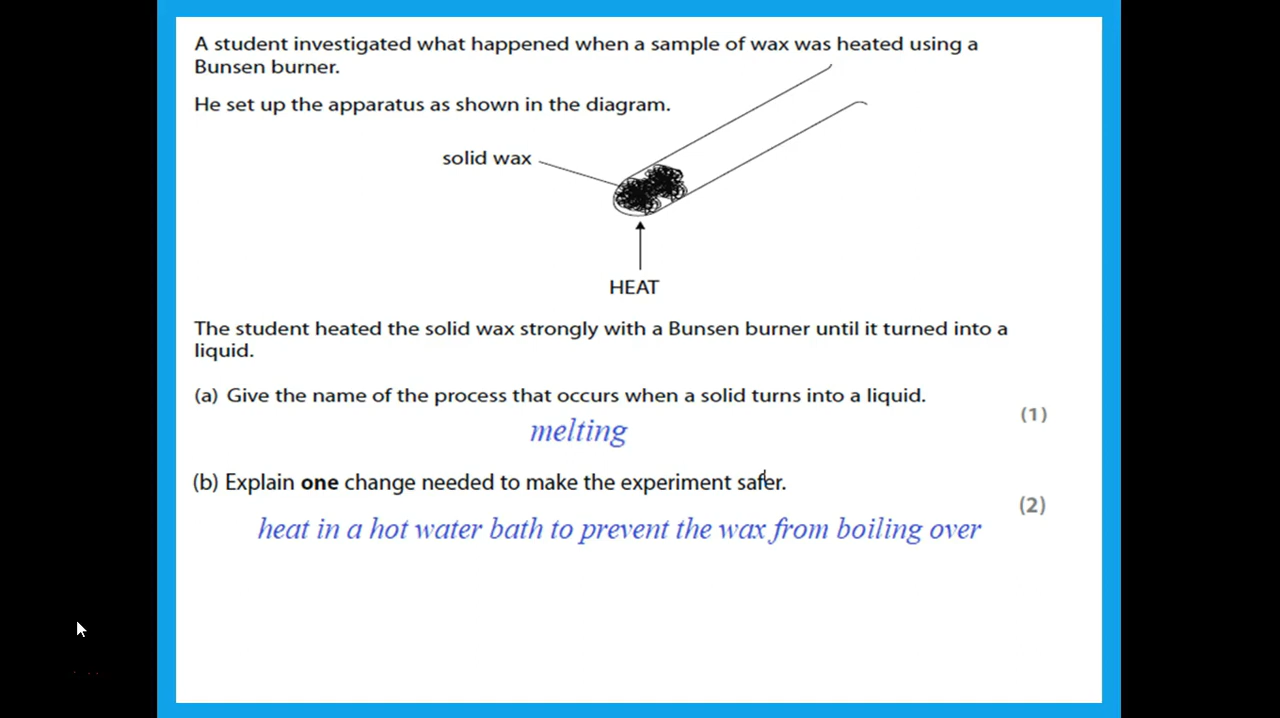 A student investigated what happened when a sample of wax was heated using a
Bunsen burner.
He set up the apparatus as shown in the diagram.
solid wax
HEAT
The student heated the solid wax strongly with a Bunsen burner until it turned into a
liquid.
(a) Give the name of the process that occurs when a solid turns into a liquid.
(1)
melting
(b) Explain one change needed to make the experiment safer.
(2)
heat in a hot water bath to prevent the wax from boiling over